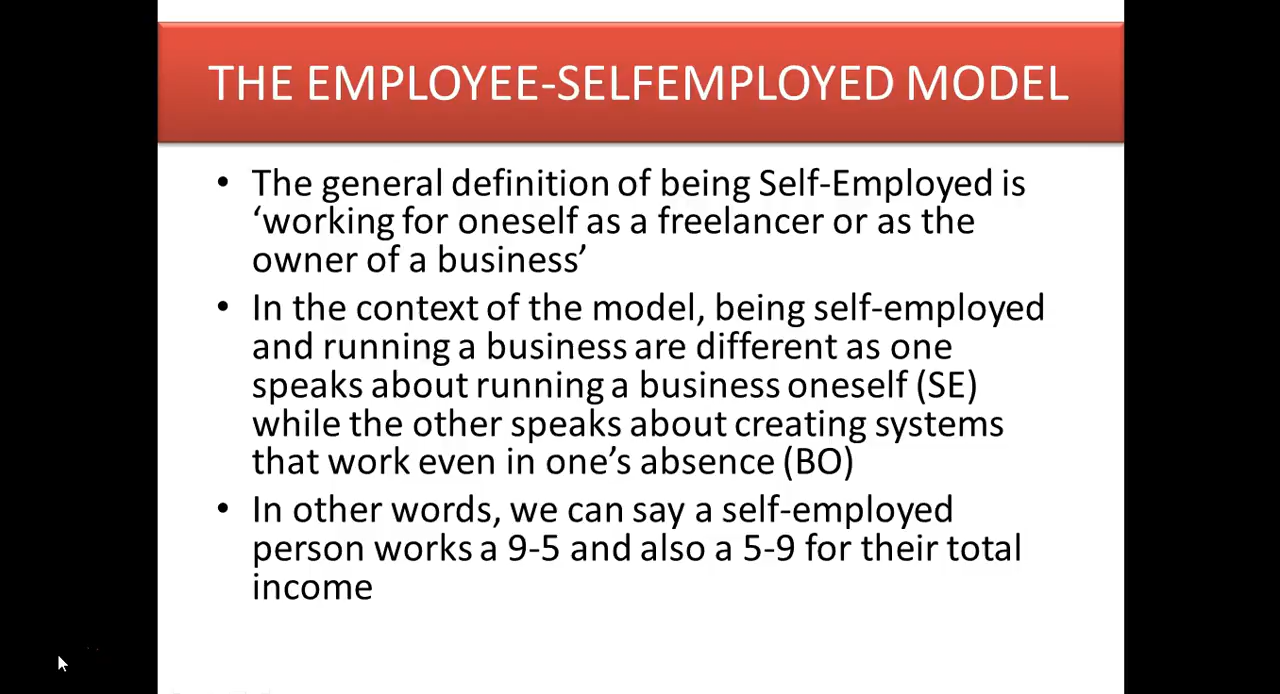 THE EMPLOYEE-SELFEMPLOYED MODEL
• The general definition of being Self-Employed is
‘working for oneself as a freelancer or as the
owner of a business’
• In the context of the model, being self-employed
and running a business are different as one
speaks about running a business oneself (SE)
while the other speaks about creating systems
that work even in one’s absence (BO)
• In other words, we can say a self-employed
person works a 9-5 and also a 5-9 for their total
income